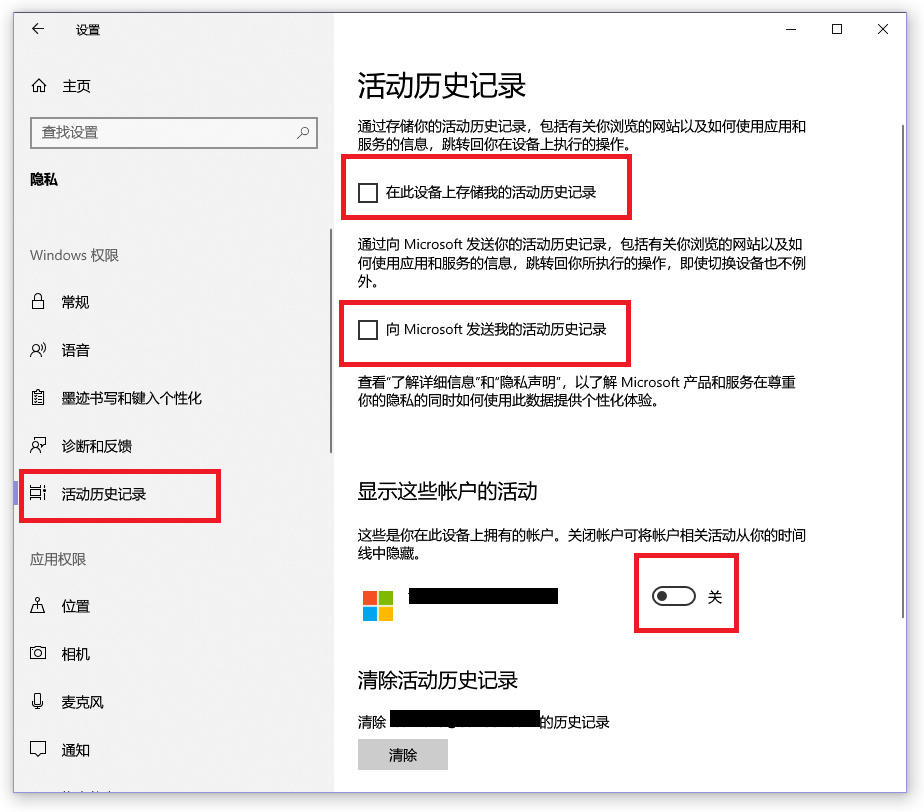 设置
主页
查找设置
隐私
Windows 权限
常规
语音
墨迹书写和键入个性化
诊断和反馈
活动历史记录
应用权限
位置
相机
麦克风
通知
活动历史记录
通过存储你的活动历史记录，包括有关你浏览的网站以及如何使用应用和
服务的信息，跳转回你在设备上执行的操作。
在此设备上存储我的活动历史记录
通过向 Microsoft 发送你的活动历史记录，包括有关你浏览的网站以及如
何使用应用和服务的信息，跳转回你所执行的操作，即使切换设备也不例
外。
向 Microsoft 发送我的活动历史记录
查看“了解详细信息”和“隐私声明”，以了解 Microsoft 产品和服务在尊重
你的隐私的同时如何使用此数据提供个性化体验。
显示这些帐户的活动
这些是你在此设备上拥有的帐户。关闭帐户可将帐户相关活动从你的时间
线中隐藏。
关
清除活动历史记录
清除 的历史记录
清除